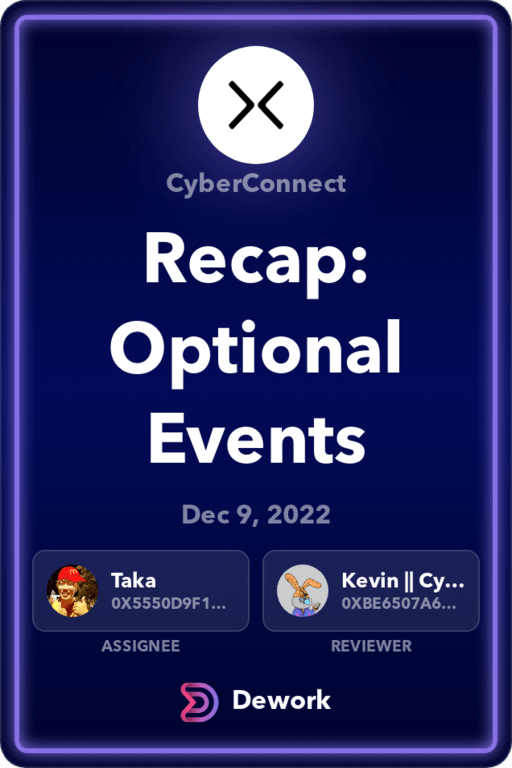 CyberConnect
Recap:
Optional
Events
Dec 9, 2022
Taka
0X5550D9F1...
Kevin || Cy...
0XBE6507A6...
ASSIGNEE
REVIEWER
Dework